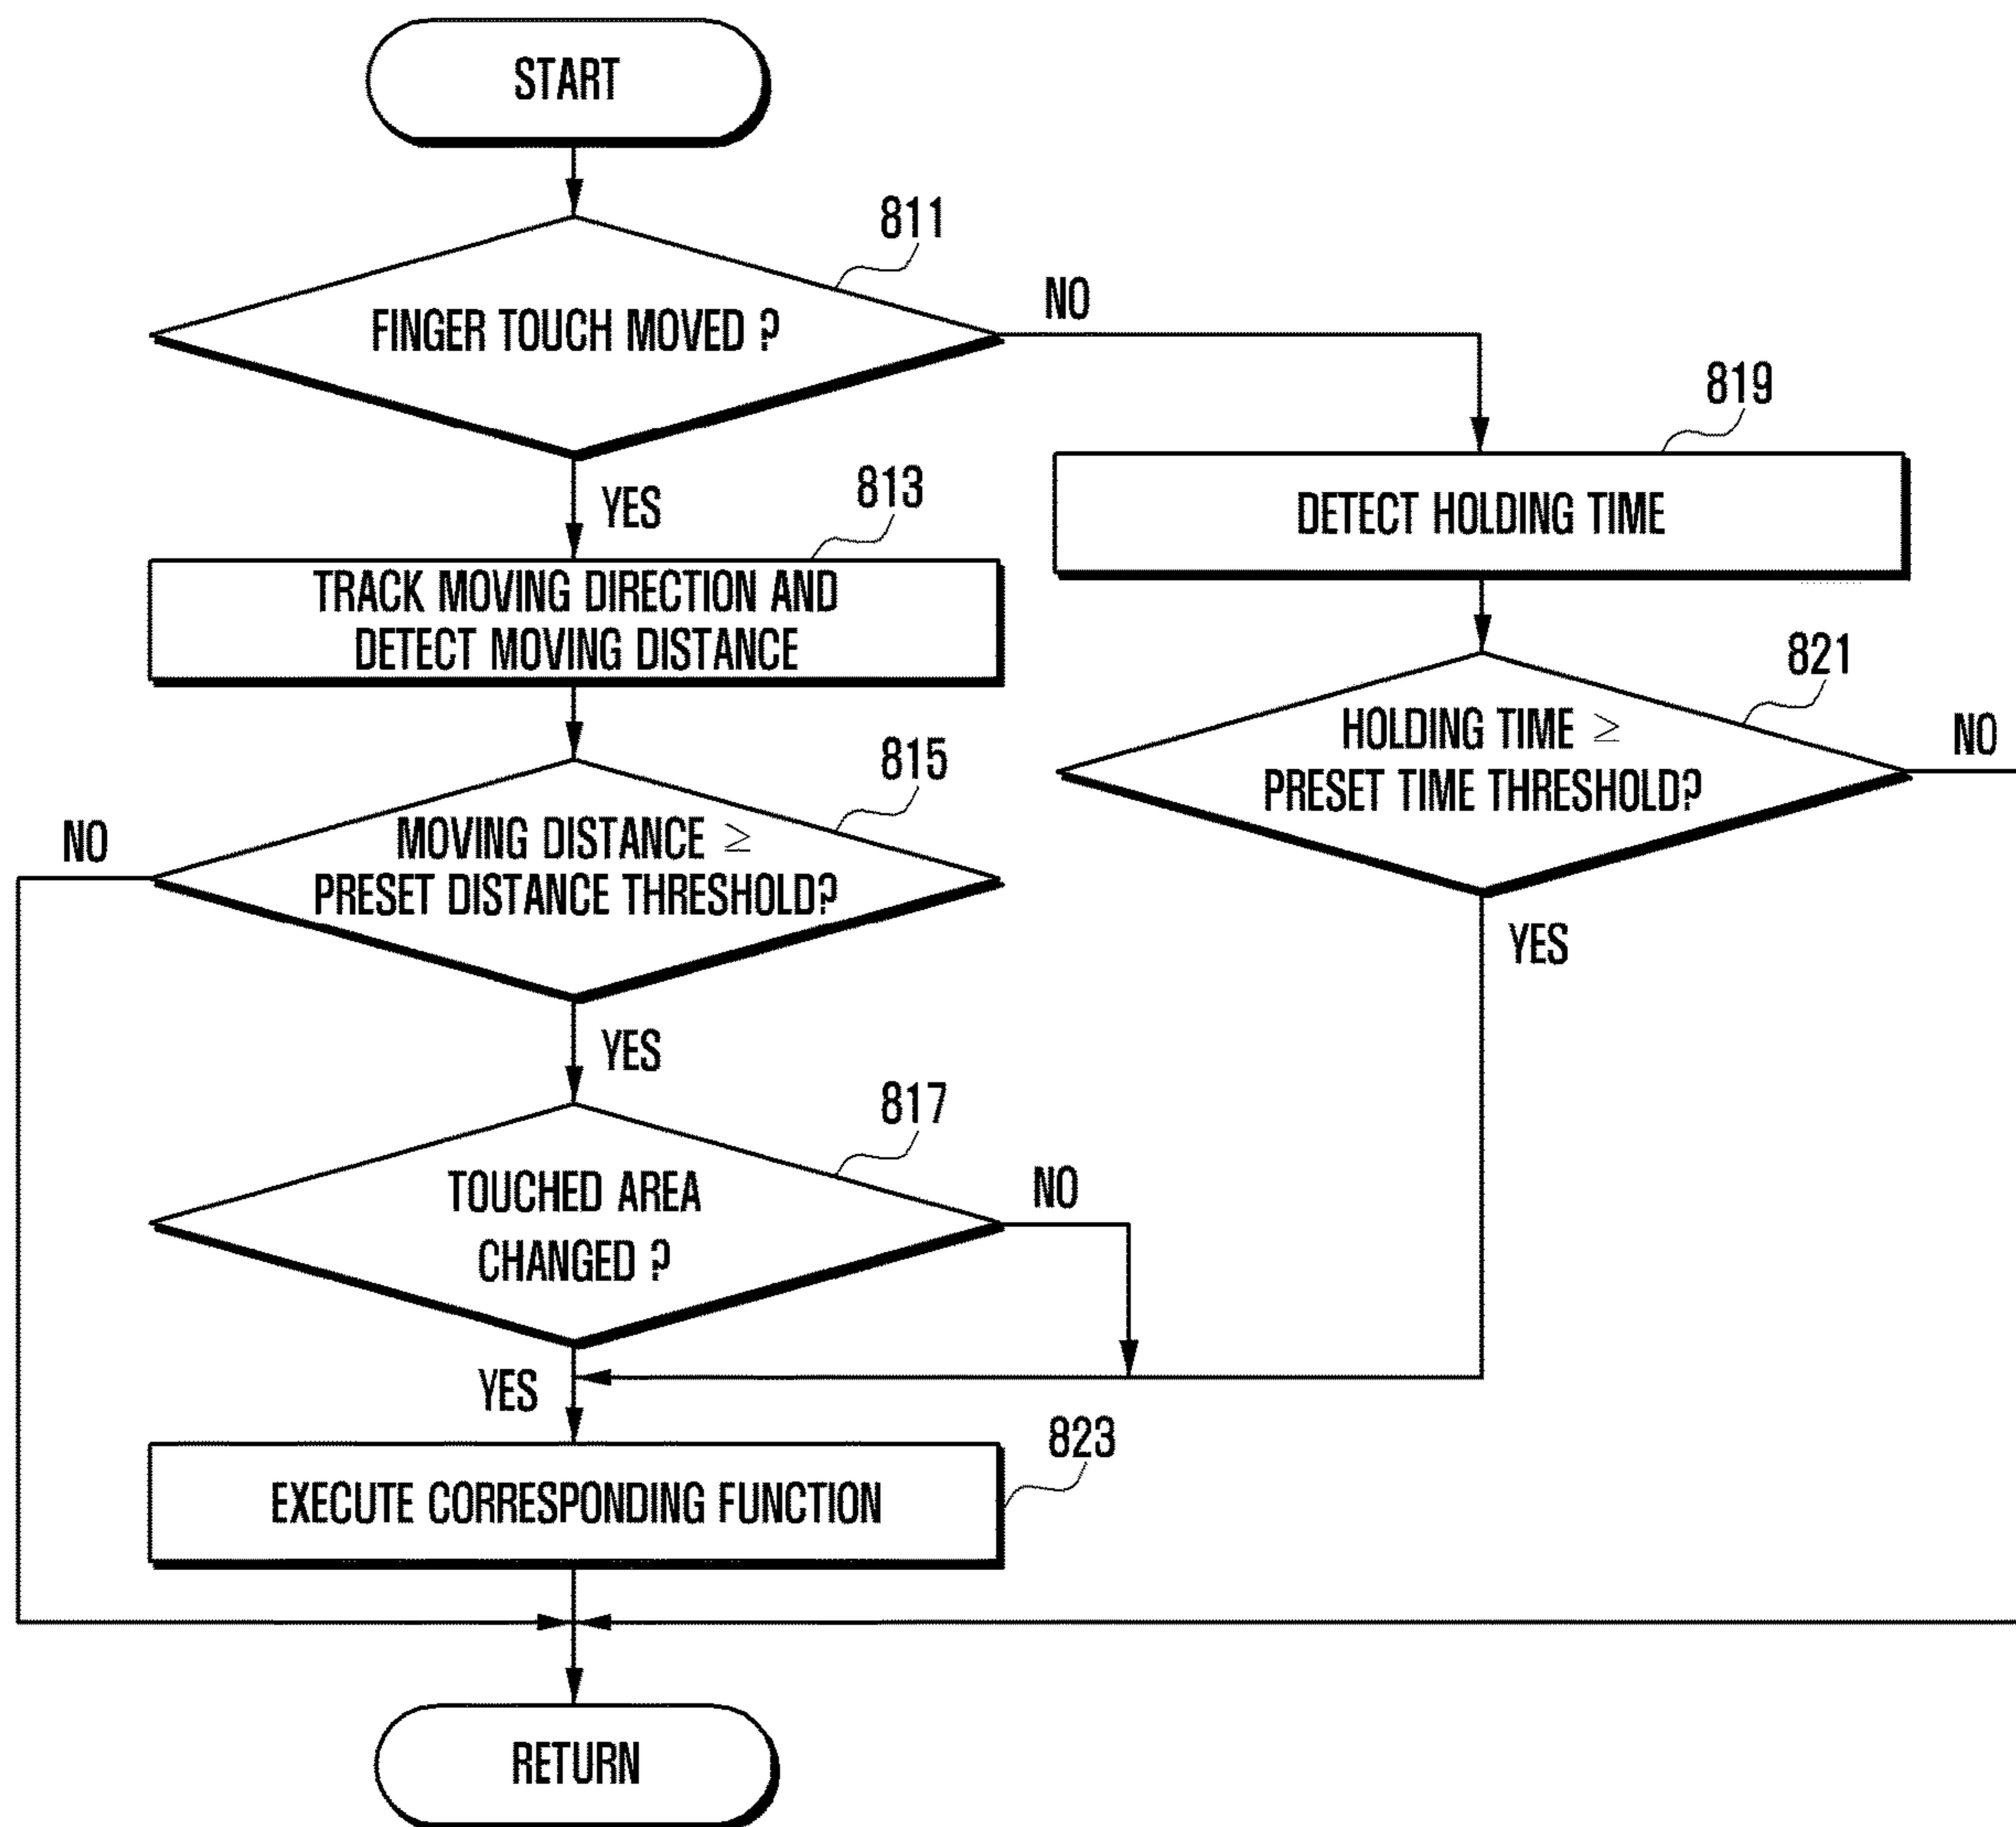 START
811
FINGER TOUCH MOVED ?
NO
819
DETECT HOLDING TIME
YES
813
TRACK MOVING DIRECTION AND
DETECT MOVING DISTANCE
821
HOLDING TIME ≥
PRESET TIME THRESHOLD?
NO
815
NO
MOVING DISTANCE ≥
PRESET DISTANCE THRESHOLD?
YES
YES
817
TOUCHED AREA
CHANGED ?
NO
YES
823
EXECUTE CORRESPONDING FUNCTION
RETURN